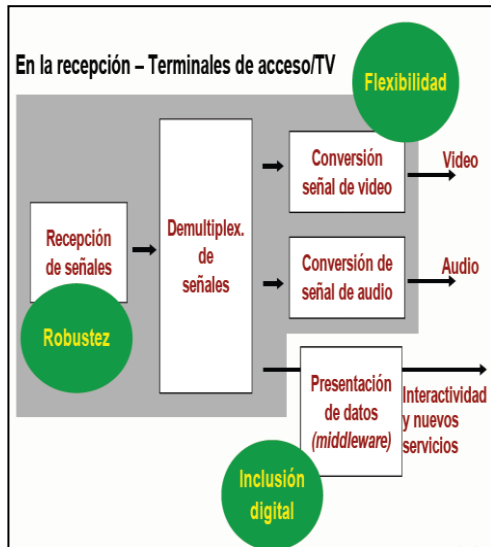 En la recepción – Terminales de acceso/TV
Flexibilidad
Recepción
de señales
Robustez
Demultiplex.
de
señales
Conversión
señal de video
Video
Conversión de
señal de audio
Audio
Presentación
de datos
(middleware)
Interactividad
y nuevos
servicios
Inclusión
digital